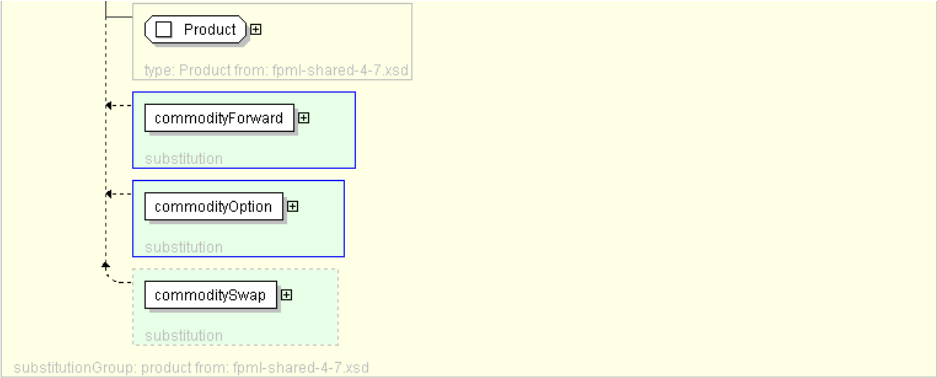 Product
type: Product from: fpml-shared-4-7.xsd
commodityForward
substitution
commodityOption
substitution
commoditySwap
substitution
substitutionGroup: product from: fpml-shared-4-7.xsd